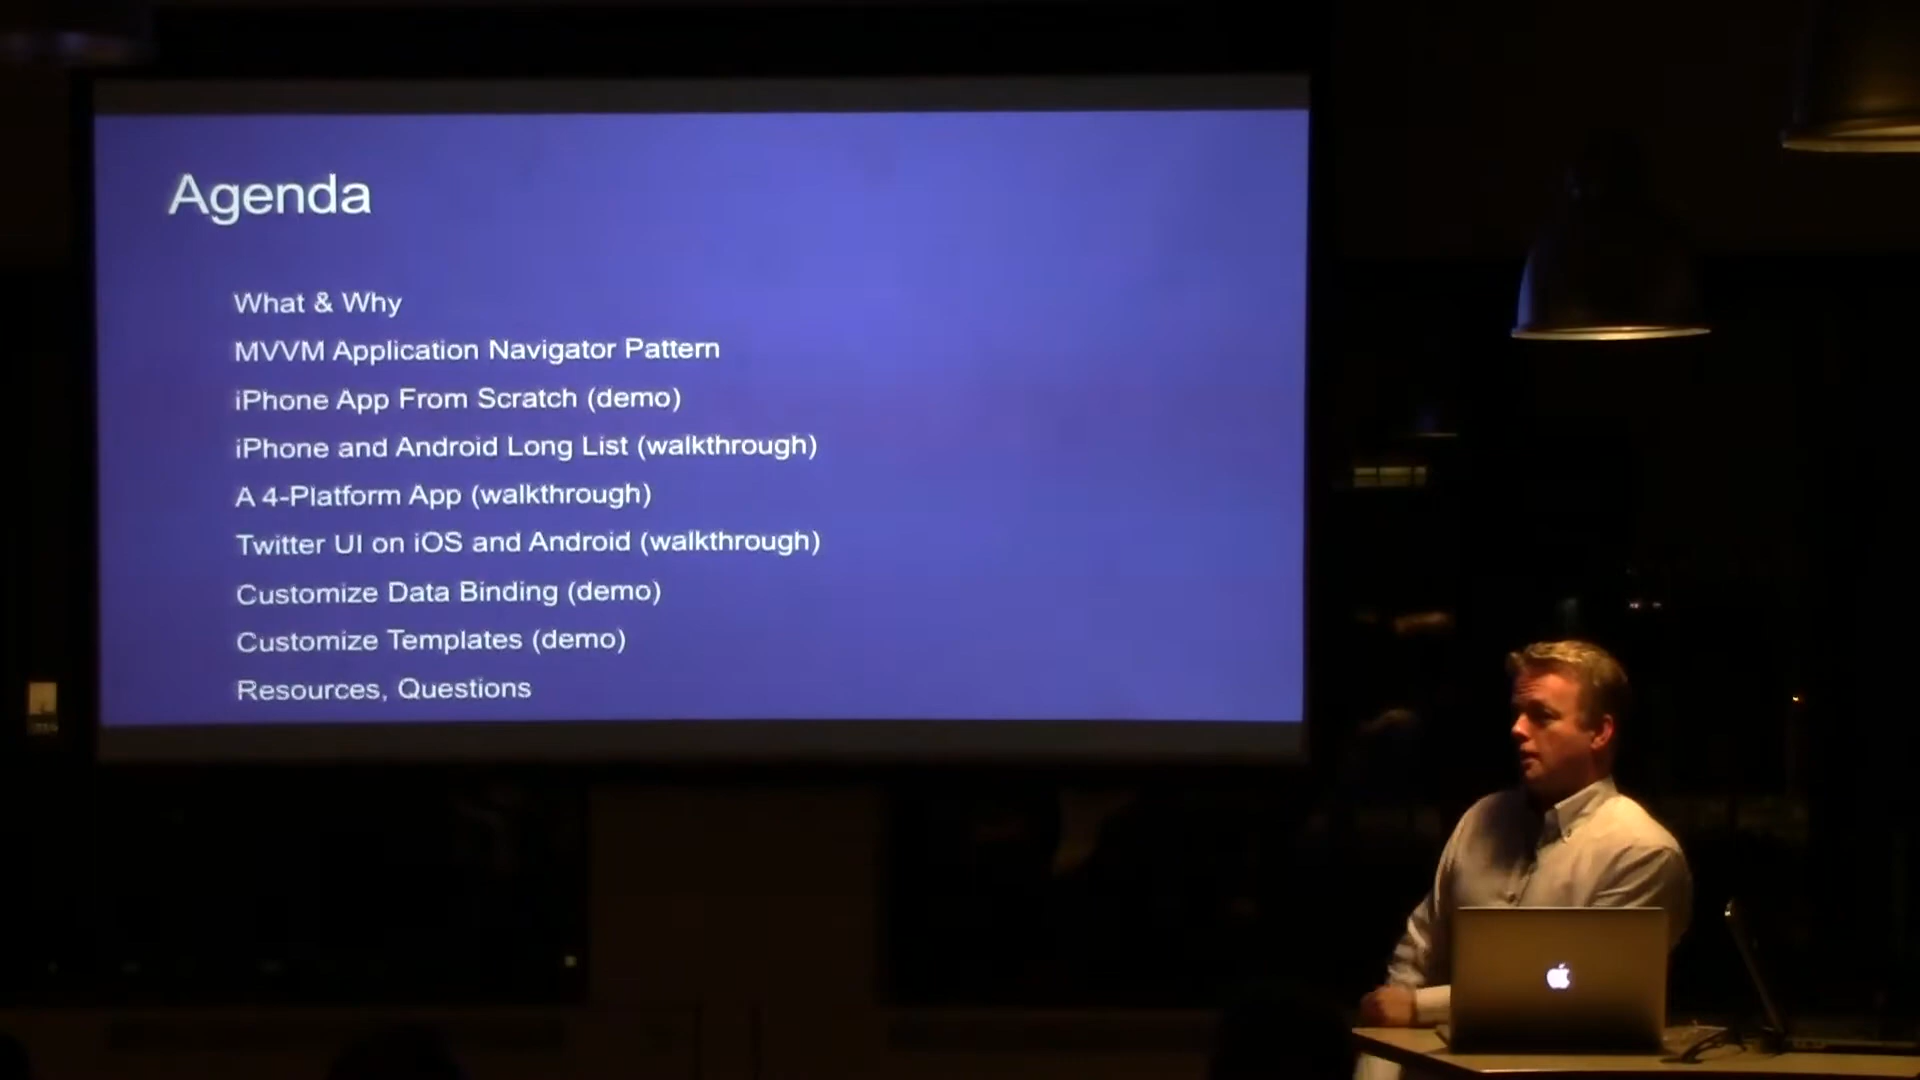 Agenda
What & Why
MVVM Application Navigator Pattern
iPhone App From Scratch (demo)
iPhone and Android Long List (walkthrough)
A 4-Platform App (walkthrough)
Twitter UI on iOS and Android (walkthrough)
Customize Data Binding (demo)
Customize Templates (demo)
Resources, Questions